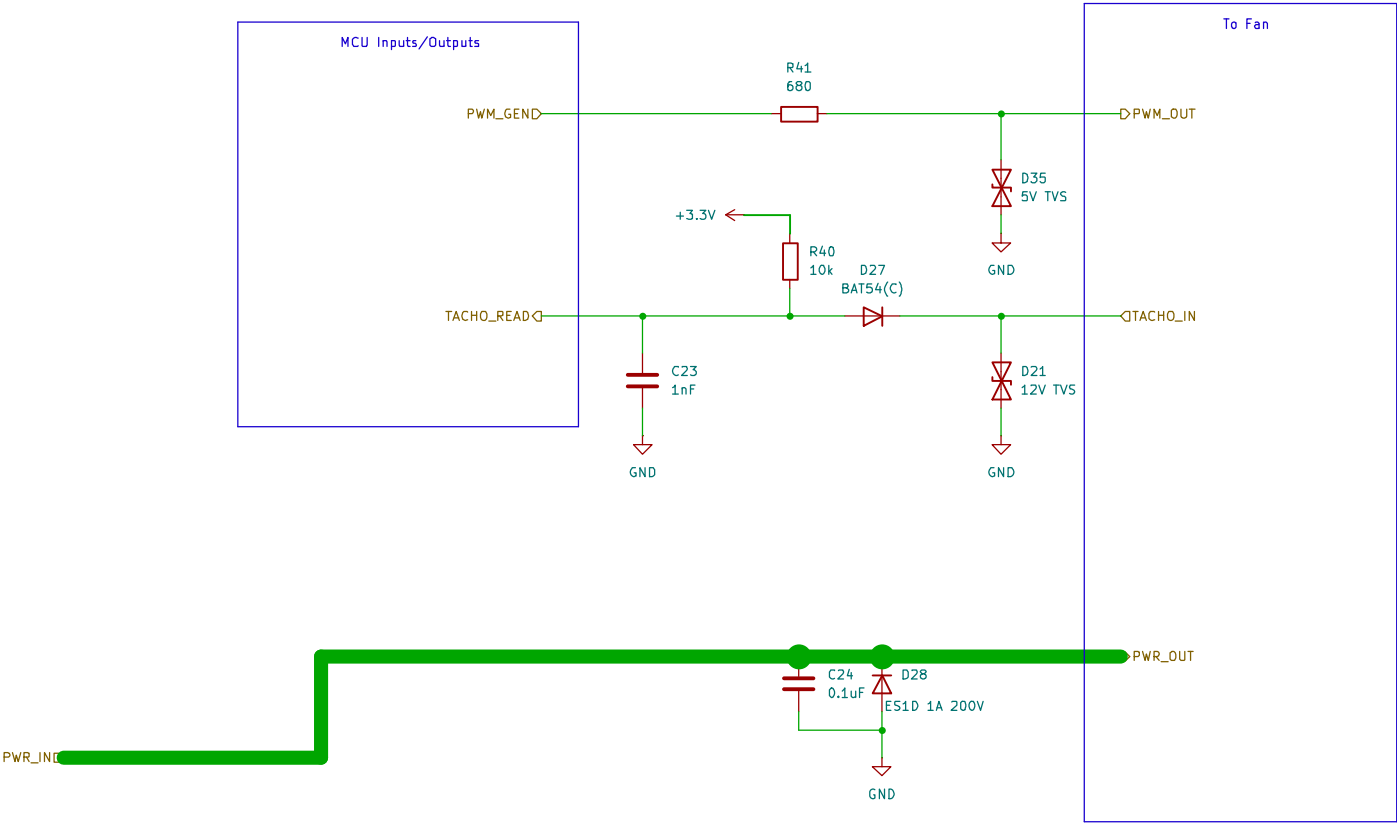 To Fan
MCU Inputs/Outputs
R41
680
PWM_GEN
PWM_OUT
D35
5V TVS
+3.3V
R40
10k
D27
BAT54(C)
GND
TACHO_READ
TACHO_IN
C23
1nF
D21
12V TVS
GND
GND
PWR_OUT
C24
0.1uF
D28
ES1D 1A 200V
PWR_IN
GND